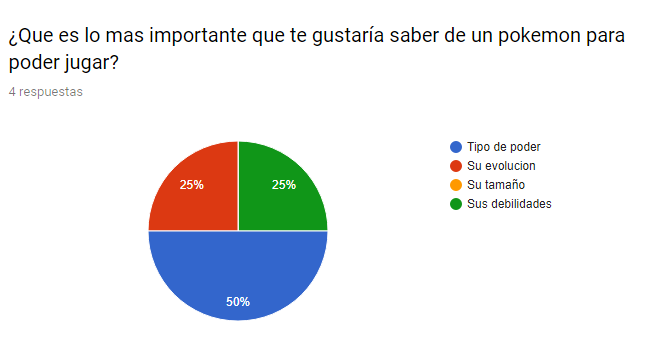 ¿Que es lo mas importante que te gustaría saber de un pokemon para
poder jugar?
4 respuestas
25%
25%
50%
Tipo de poder
Su evolucion
Su tamaño
Sus debilidades